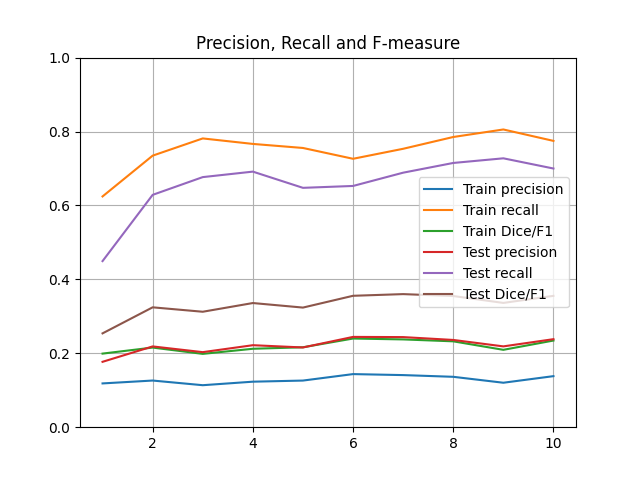 Precision, Recall and F-measure
1.0
0.8
0.6
0.4
0.2
0.0
2
4
6
8
10
Train precision
Train recall
Train Dice/F1
Test precision
Test recall
Test Dice/F1